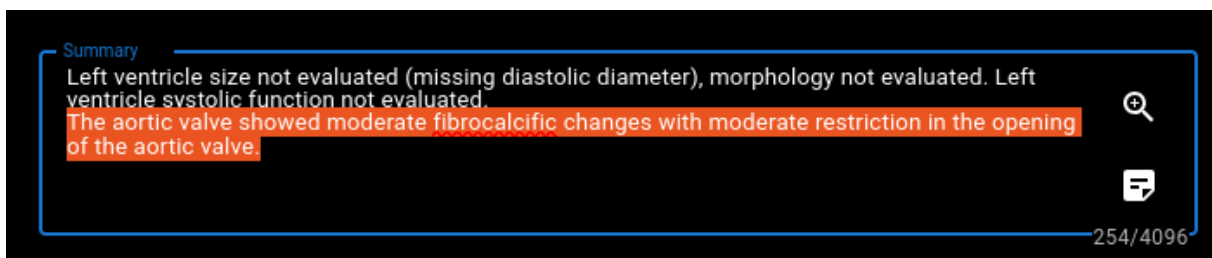 Summary
Left ventricle size not evaluated (missing diastolic diameter), morphology not evaluated. Left
ventricle systolic function not evaluated.
The aortic valve showed moderate fibrocalcific changes with moderate restriction in the opening
of the aortic valve.
254/4096